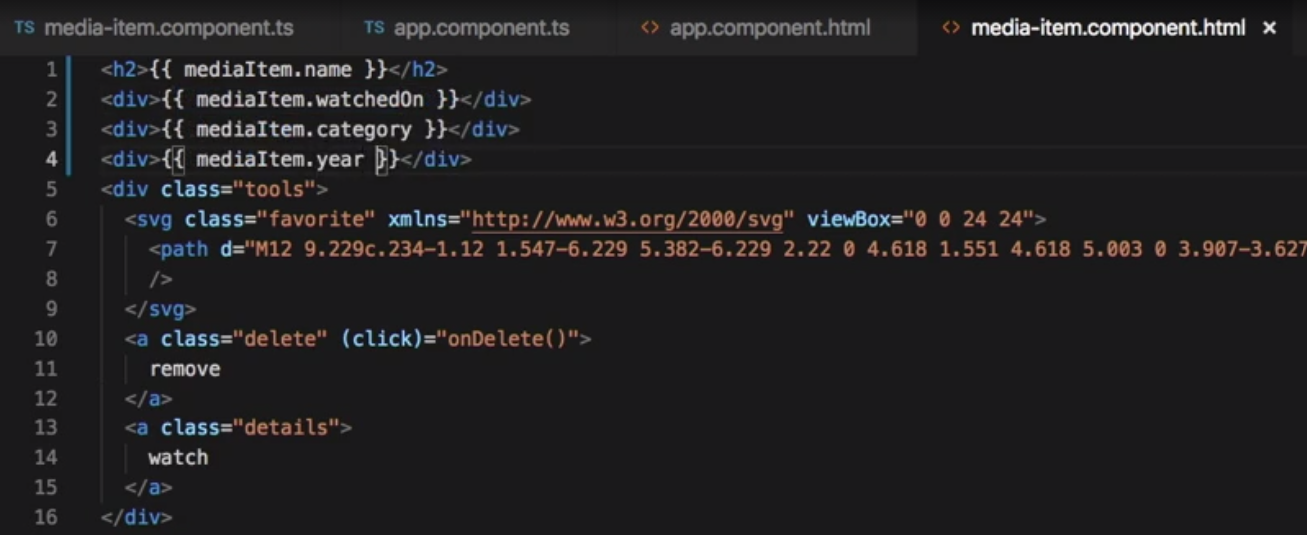 TS media-item.component.ts TS app.component.ts <> app.component.html <> media-item.component.html ×
1 <h2>{{ mediaItem.name }}</h2>
2 <div>{{ mediaItem.watchedOn }}</div>
3 <div>{{ mediaItem.category }}</div>
4 <div>{{ mediaItem.year }}</div>
5 <div class="tools">
6 <svg class="favorite" xmlns="http://www.w3.org/2000/svg" viewBox="0 0 24 24">
7 <path d="M12 9.229c.234-1.12 1.547-6.229 5.382-6.229 2.22 0 4.618 1.551 4.618 5.003 0 3.907-3.627
8 />
9 </svg>
10 <a class="delete" (click)="onDelete()">
11 remove
12 </a>
13 <a class="details">
14 watch
15 </a>
16 </div>